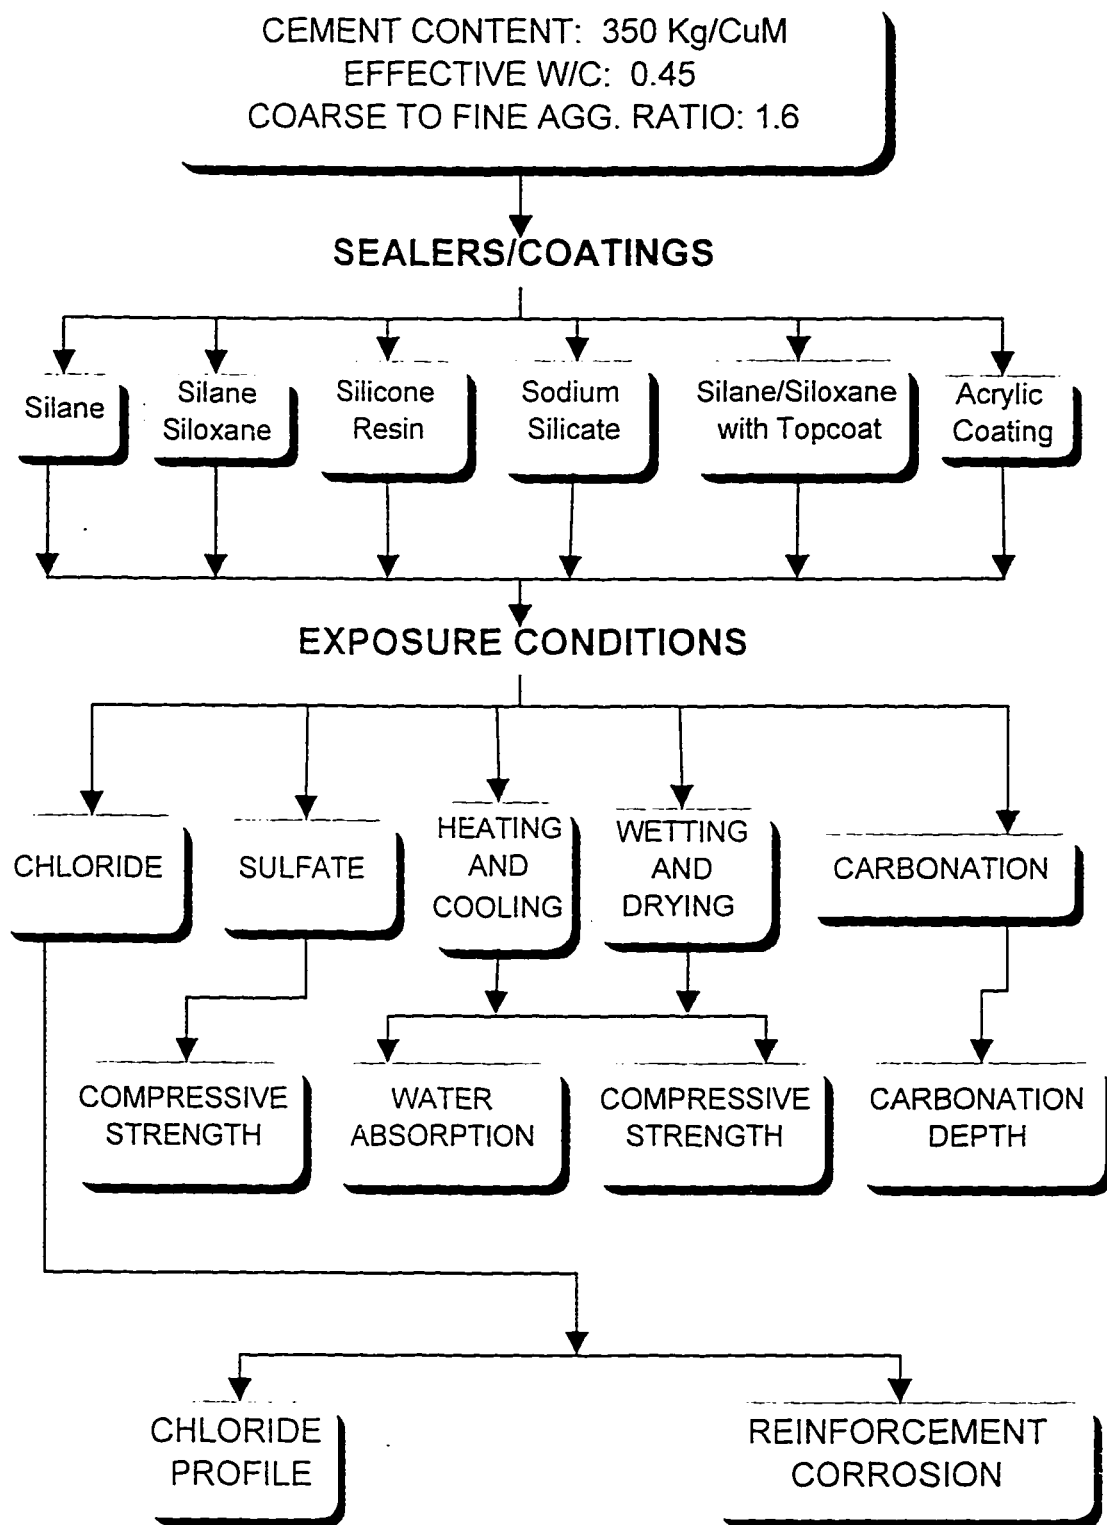 CEMENT CONTENT: 350 Kg/CuM
EFFECTIVE W/C: 0.45
COARSE TO FINE AGG. RATIO: 1.6
SEALERS/COATINGS
Silane
Silane
Siloxane
Silicone
Resin
Sodium
Silicate
Silane/Siloxane
with Topcoat
Acrylic
Coating
EXPOSURE CONDITIONS
CHLORIDE
SULFATE
HEATING
AND
COOLING
WETTING
AND
DRYING
CARBONATION
COMPRESSIVE
STRENGTH
WATER
ABSORPTION
COMPRESSIVE
STRENGTH
CARBONATION
DEPTH
CHLORIDE
PROFILE
REINFORCEMENT
CORROSION